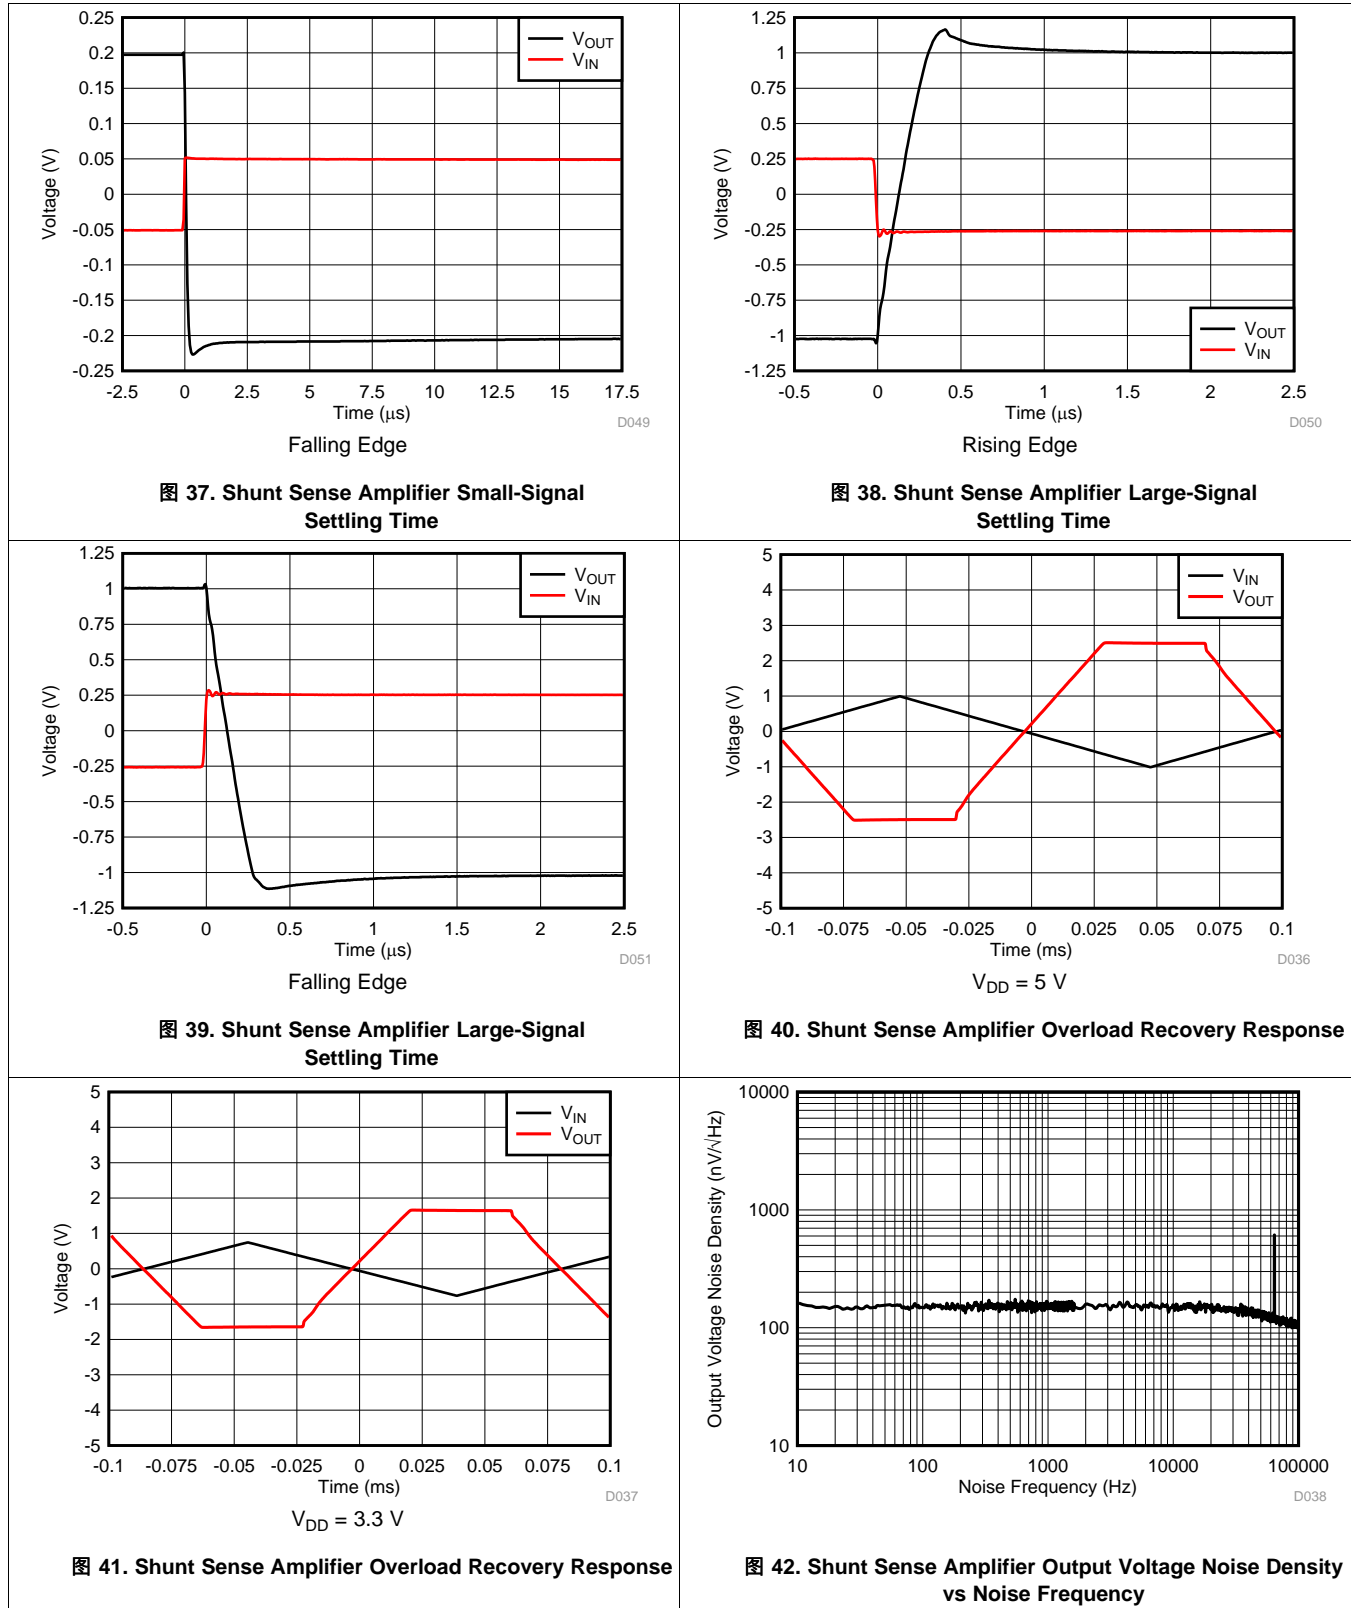 0.25
0.2
0.15
0.1
0.05
0
-0.05
-0.1
-0.15
-0.2
-0.25
Voltage (V)
VOUT
VIN
-2.5 0 2.5 5 7.5 10 12.5 15 17.5
Time (μs)
D049
Falling Edge
图 37. Shunt Sense Amplifier Small-Signal
Settling Time
1.25
1
0.75
0.5
0.25
0
-0.25
-0.5
-0.75
-1
-1.25
Voltage (V)
VOUT
VIN
-0.5 0 0.5 1 1.5 2 2.5
Time (μs)
D050
Rising Edge
图 38. Shunt Sense Amplifier Large-Signal
Settling Time
1.25
1
0.75
0.5
0.25
0
-0.25
-0.5
-0.75
-1
-1.25
Voltage (V)
VOUT
VIN
-0.5 0 0.5 1 1.5 2 2.5
Time (μs)
D051
Falling Edge
图 39. Shunt Sense Amplifier Large-Signal
Settling Time
5
4
3
2
1
0
-1
-2
-3
-4
-5
Voltage (V)
VIN
VOUT
-0.1 -0.075 -0.05 -0.025 0 0.025 0.05 0.075 0.1
Time (ms)
D036
VDD = 5 V
图 40. Shunt Sense Amplifier Overload Recovery Response
5
4
3
2
1
0
-1
-2
-3
-4
-5
Voltage (V)
VIN
VOUT
-0.1 -0.075 -0.05 -0.025 0 0.025 0.05 0.075 0.1
Time (ms)
D037
VDD = 3.3 V
图 41. Shunt Sense Amplifier Overload Recovery Response
10000
1000
100
10
Output Voltage Noise Density (nV/√Hz)
10 100 1000 10000 100000
Noise Frequency (Hz)
D038
图 42. Shunt Sense Amplifier Output Voltage Noise Density
vs Noise Frequency